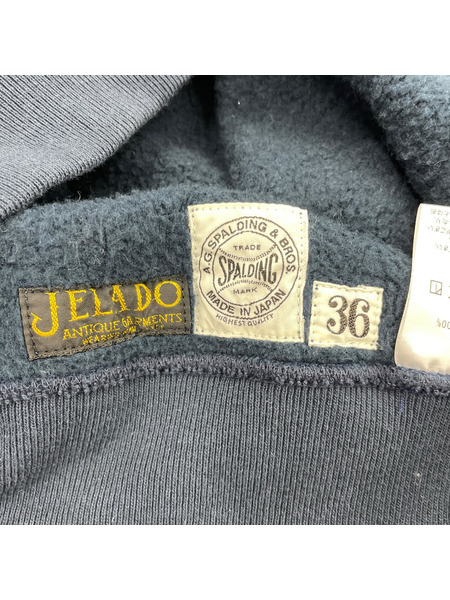 JELADO
ANTIQUE GARMENTS
A.G. SPALDING & BROS.
TRADE
SPALDING
MARK
MADE IN JAPAN
HIGHEST QUALITY
36